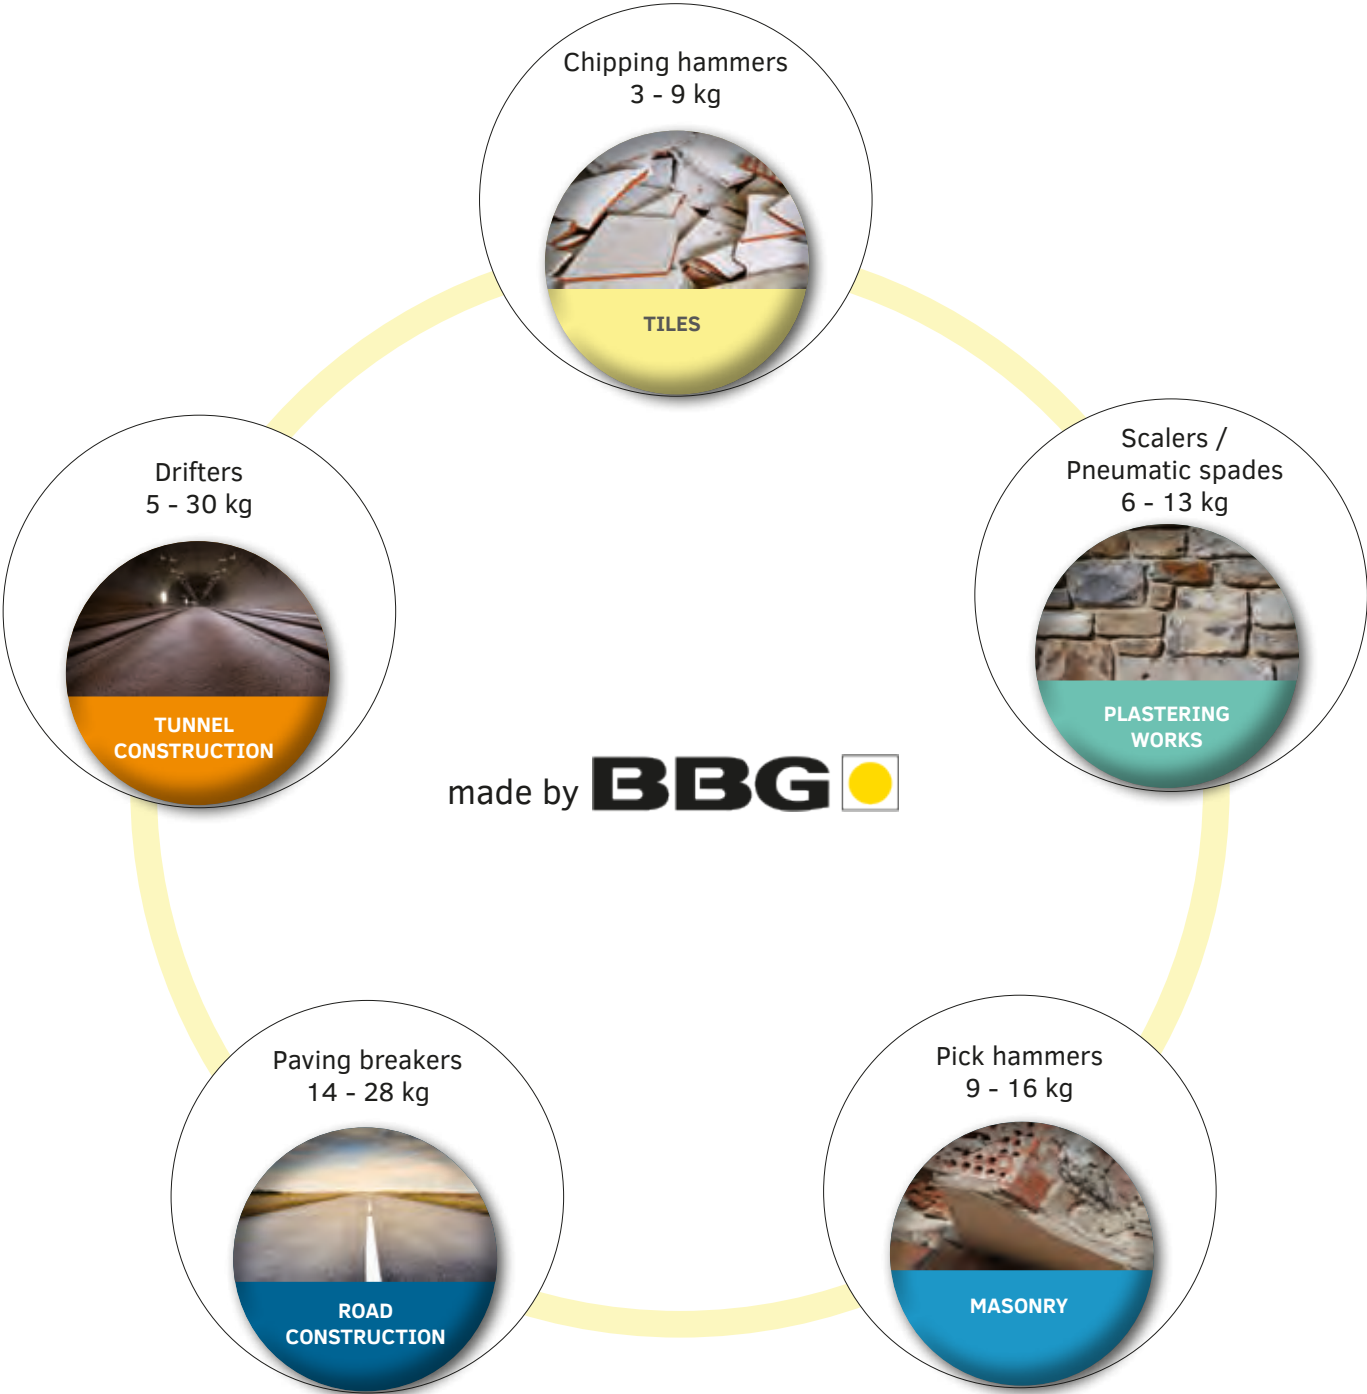 Chipping hammers
3 - 9 kg
TILES
Scalers /
Pneumatic spades
6 - 13 kg
PLASTERING
WORKS
Drifters
5 - 30 kg
TUNNEL
CONSTRUCTION
made by BBG
Pick hammers
9 - 16 kg
MASONRY
Paving breakers
14 - 28 kg
ROAD
CONSTRUCTION